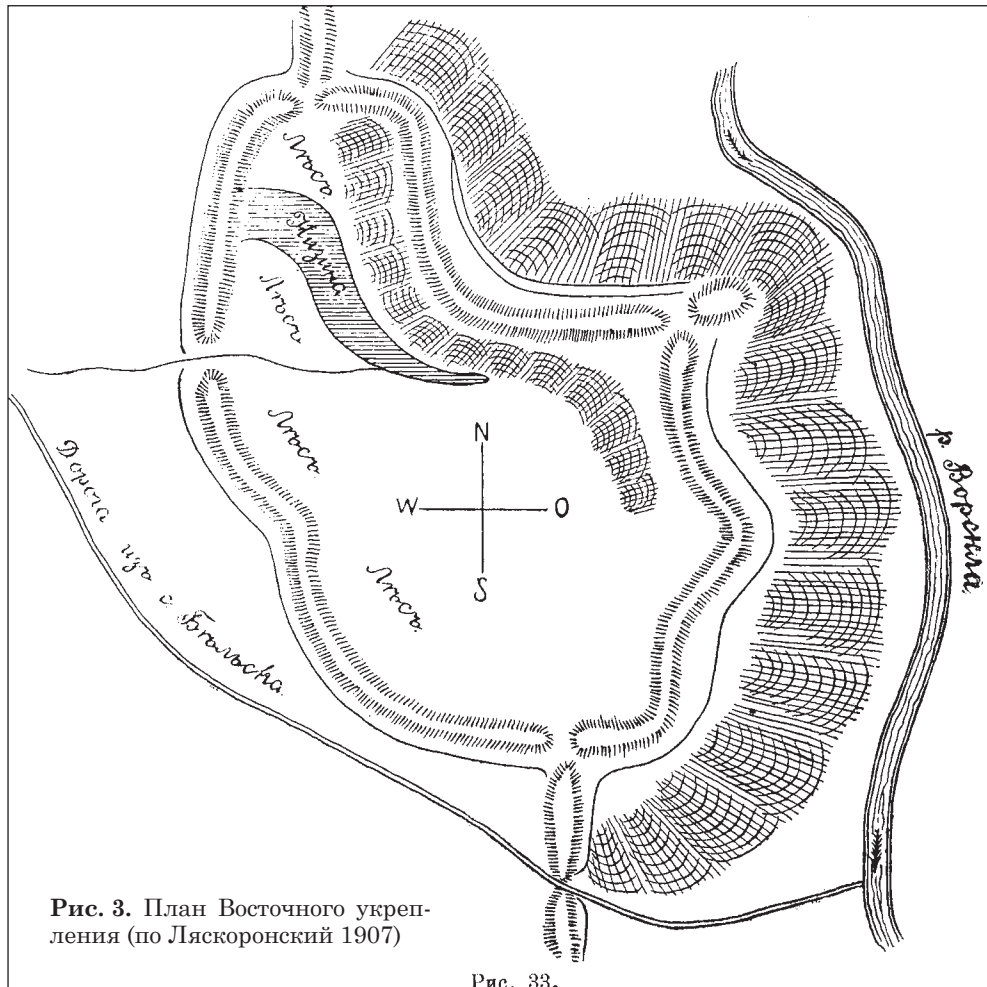 Лѣсъ
Низина
Лѣсъ
Лѣсъ
Лѣсъ
N
W
O
S
р. Ворскла
Дорога изъ с. Бѣльска.
Рис. 3. План Восточного укреп-
ления (по Ляскоронский 1907)
Рис. 33.